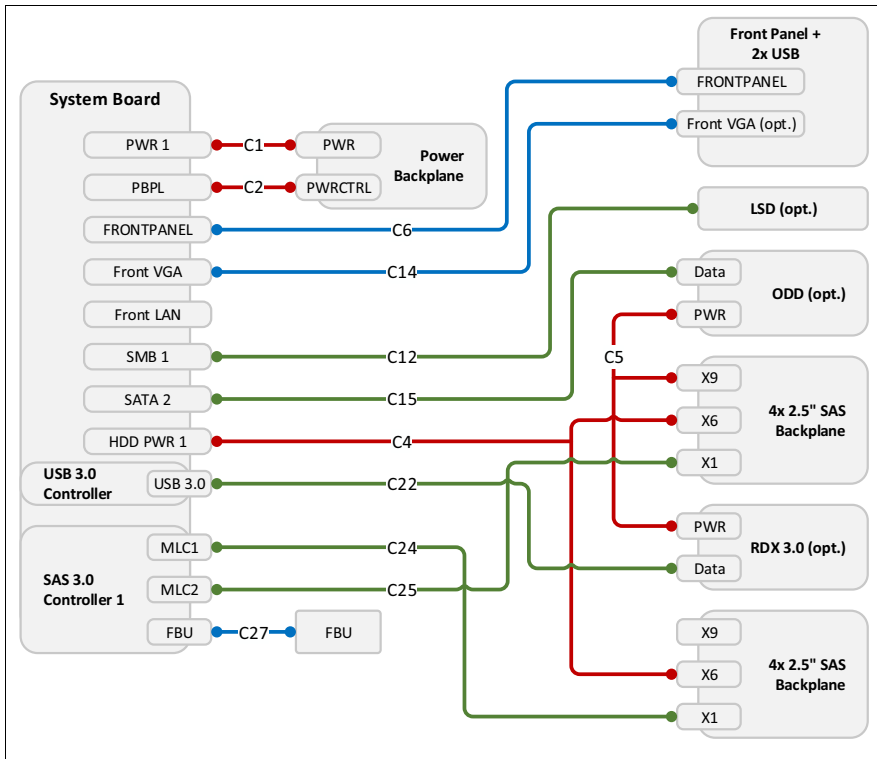 System Board
PWR 1
PBPL
FRONTPANEL
Front VGA
Front LAN
SMB 1
SATA 2
HDD PWR 1
USB 3.0
Controller
USB 3.0
SAS 3.0
Controller 1
MLC1
MLC2
FBU
C1
C2
PWR
PWRCTRL
Power
Backplane
C6
C14
C12
C15
C4
C22
C24
C25
C27
FBU
C5
Front Panel +
2x USB
FRONTPANEL
Front VGA (opt.)
LSD (opt.)
Data
PWR
ODD (opt.)
X9
X6
X1
4x 2.5" SAS
Backplane
PWR
Data
RDX 3.0 (opt.)
X9
X6
X1
4x 2.5" SAS
Backplane